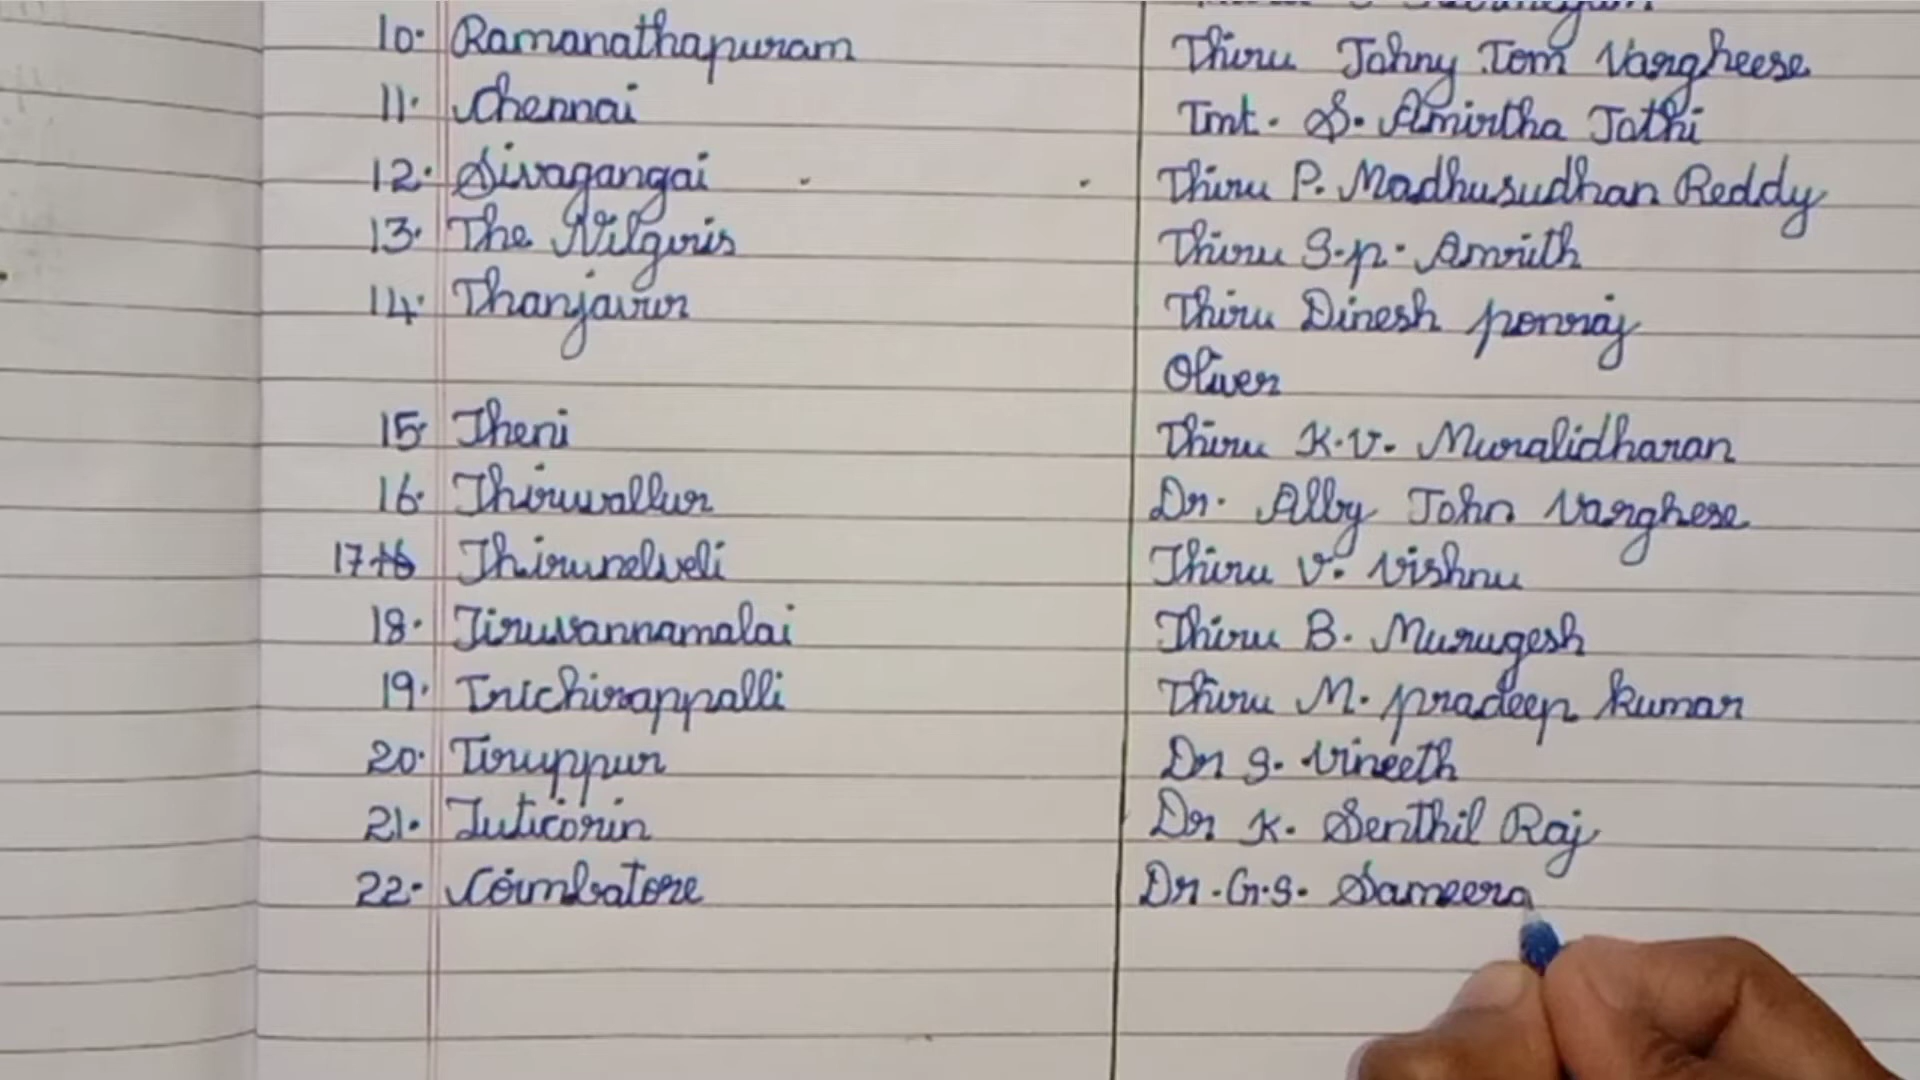 10. Ramanathapuram Thiru Johny Tom Vargheese
11. Chennai Tmt. S. Amirtha Jothi
12. Sivagangai Thiru P. Madhusudhan Reddy
13. The Nilgiris Thiru S.p. Amrith
14. Thanjavur Thiru Dinesh ponraj
Oliver
15. Theni Thiru K.V. Muralidharan
16. Thiruvallur Dr. Alby John Varghese
17 Thirunelveli Thiru V. Vishnu
18. Tiruvannamalai Thiru B. Murugesh
19. Trichirappalli Thiru M. pradeep kumar
20. Tiruppur Dr S. Vineeth
21. Tuticorin Dr K. Senthil Raj
22. Coimbatore Dr. G.S. Sameera